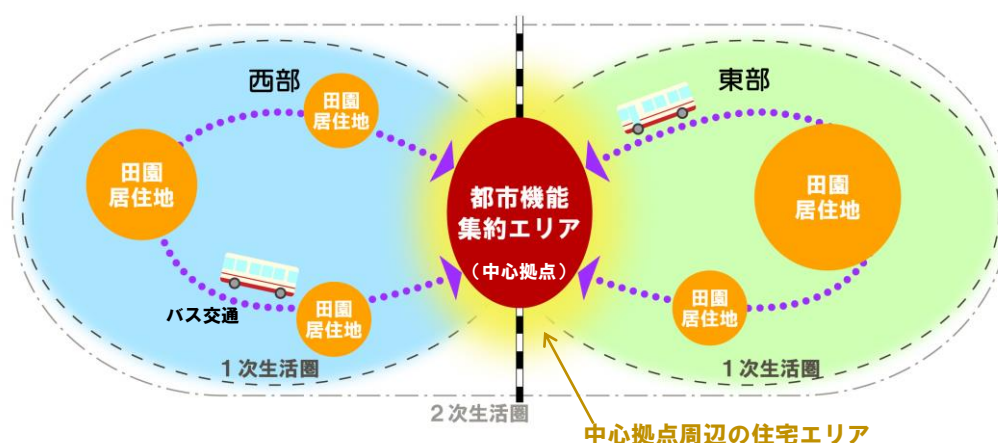 西部
東部
田園
居住地
田園
居住地
田園
居住地
都市機能
集約エリア
（中心拠点）
田園
居住地
田園
居住地
バス交通
１次生活圏
１次生活圏
２次生活圏
中心拠点周辺の住宅エリア